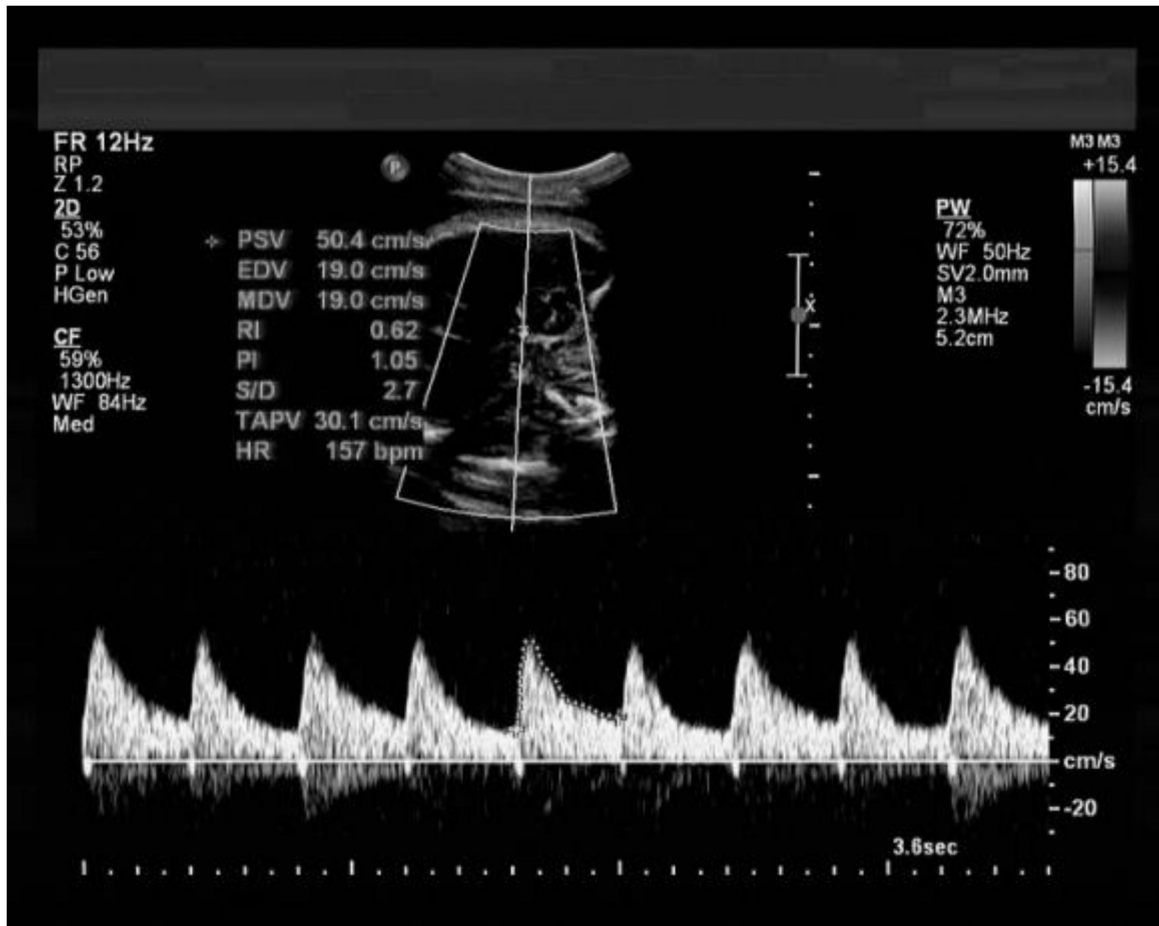 FR 12Hz
RP
Z 1.2
2D
53%
C 56
P Low
HGen
CF
59%
1300Hz
WF 84Hz
Med
P
PSV 50.4 cm/s
EDV 19.0 cm/s
MDV 19.0 cm/s
RI 0.62
PI 1.05
S/D 2.7
TAPV 30.1 cm/s
HR 157 bpm
X
PW
72%
WF 50Hz
SV2.0mm
M3
2.3MHz
5.2cm
M3 M3
+15.4
-15.4
cm/s
80
60
40
20
cm/s
-20
3.6sec